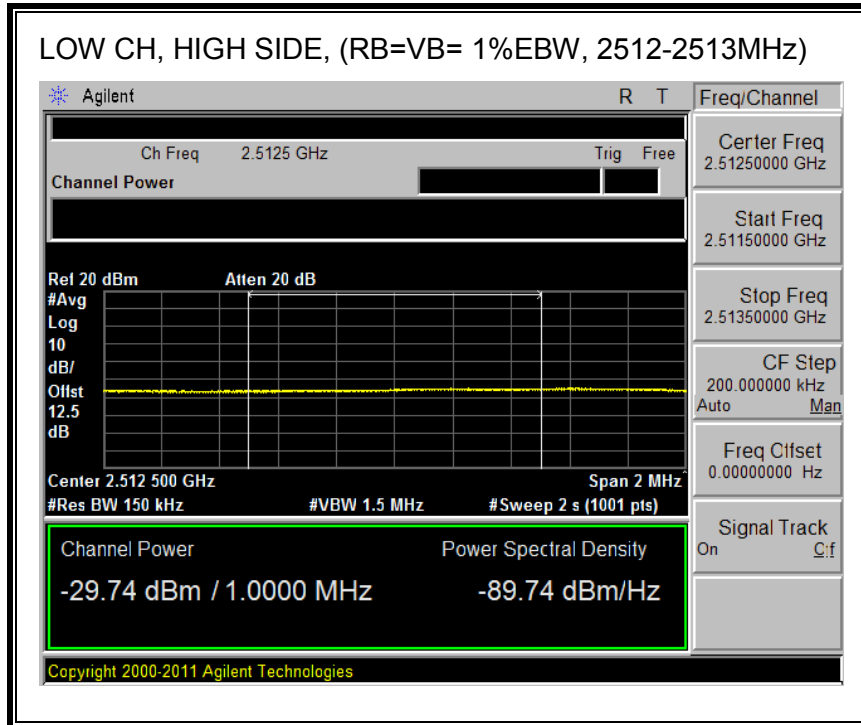 LOW CH, HIGH SIDE, (RB=VB= 1%EBW, 2512-2513MHz)
Agilent R T Freq/Channel
Ch Freq 2.5125 GHz Trig Free
Channel Power
Center Freq
2.51250000 GHz
Start Freq
2.51150000 GHz
Stop Freq
2.51350000 GHz
CF Step
200.000000 kHz
Auto Man
Freq Offset
0.00000000 Hz
Signal Track
On Off
Ref 20 dBm Atten 20 dB
#Avg
Log
10
dB/
Offst
12.5
dB
Center 2.512 500 GHz Span 2 MHz
#Res BW 150 kHz #VBW 1.5 MHz #Sweep 2 s (1001 pts)
Channel Power Power Spectral Density
-29.74 dBm / 1.0000 MHz -89.74 dBm/Hz
Copyright 2000-2011 Agilent Technologies